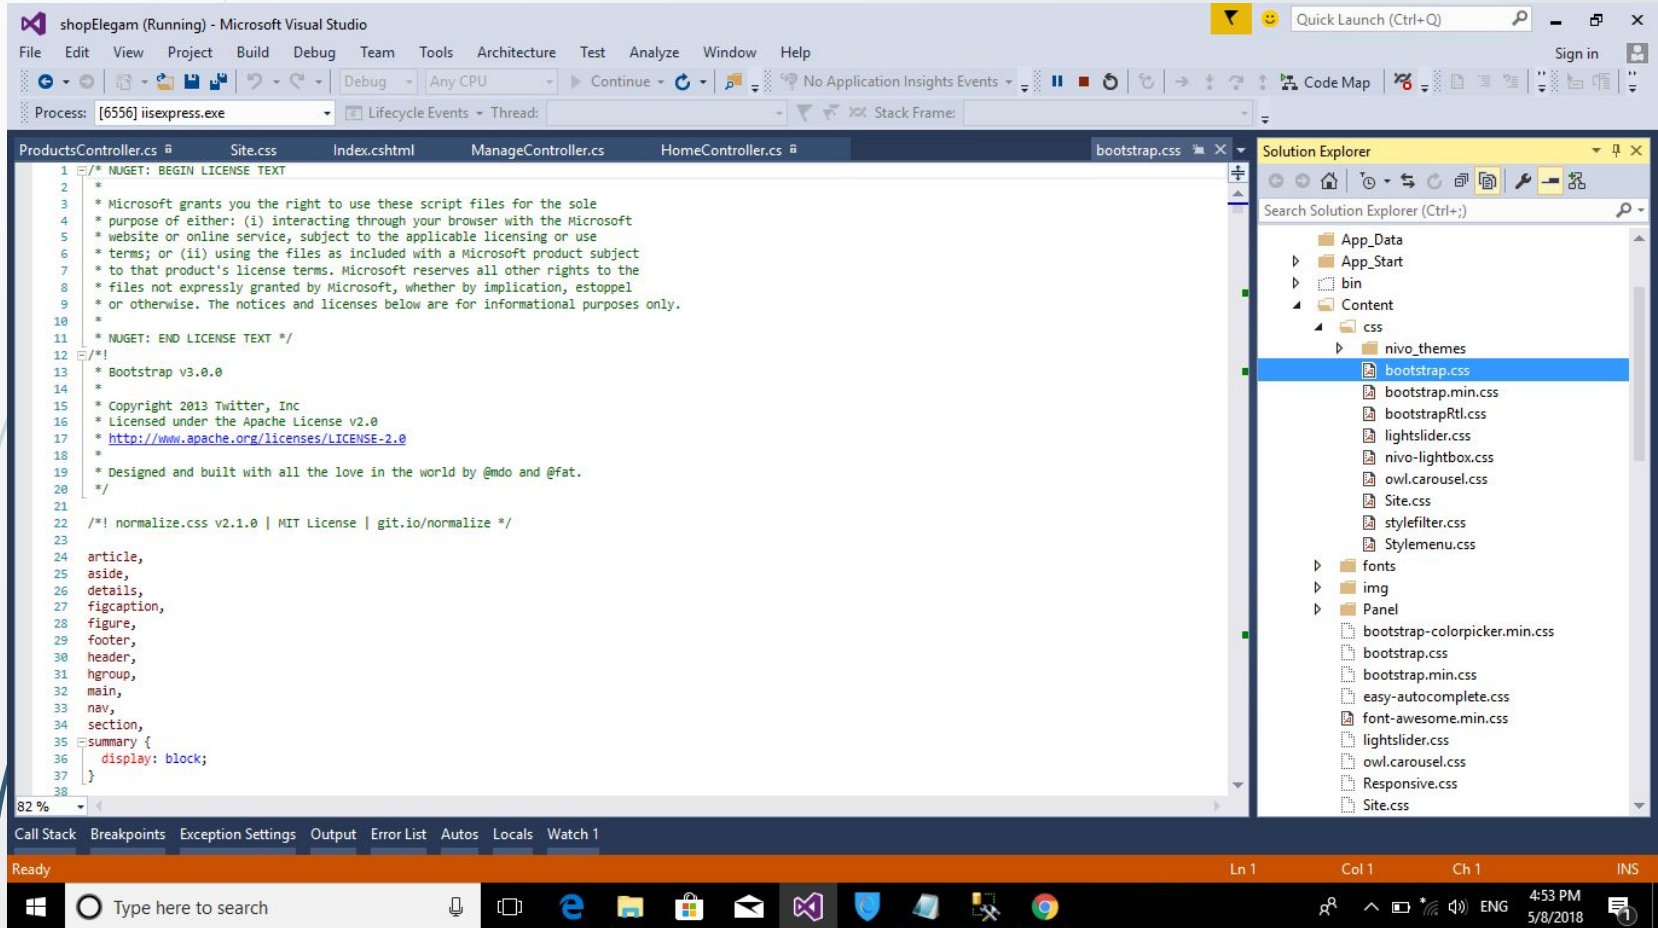 shopElegam (Running) - Microsoft Visual Studio
Quick Launch (Ctrl+Q)
File Edit View Project Build Debug Team Tools Architecture Test Analyze Window Help
Sign in
Debug Any CPU Continue No Application Insights Events Code Map
Process: [6556] iisexpress.exe Lifecycle Events Thread: Stack Frame:
ProductsController.cs Site.css Index.cshtml ManageController.cs HomeController.cs bootstrap.css
1 /* NUGET: BEGIN LICENSE TEXT
2 *
3 * Microsoft grants you the right to use these script files for the sole
4 * purpose of either: (i) interacting through your browser with the Microsoft
5 * website or online service, subject to the applicable licensing or use
6 * terms; or (ii) using the files as included with a Microsoft product subject
7 * to that product's license terms. Microsoft reserves all other rights to the
8 * files not expressly granted by Microsoft, whether by implication, estoppel
9 * or otherwise. The notices and licenses below are for informational purposes only.
10 *
11 * NUGET: END LICENSE TEXT */
12 /*!
13 * Bootstrap v3.0.0
14 *
15 * Copyright 2013 Twitter, Inc
16 * Licensed under the Apache License v2.0
17 * http://www.apache.org/licenses/LICENSE-2.0
18 *
19 * Designed and built with all the love in the world by @mdo and @fat.
20 */
21
22 /*! normalize.css v2.1.0 | MIT License | git.io/normalize */
23
24 article,
25 aside,
26 details,
27 figcaption,
28 figure,
29 footer,
30 header,
31 hgroup,
32 main,
33 nav,
34 section,
35 summary {
36 display: block;
37 }
38
82 %
Solution Explorer
Search Solution Explorer (Ctrl+;)
App_Data
App_Start
bin
Content
css
nivo_themes
bootstrap.css
bootstrap.min.css
bootstrapRtl.css
lightslider.css
nivo-lightbox.css
owl.carousel.css
Site.css
stylefilter.css
Stylemenu.css
fonts
img
Panel
bootstrap-colorpicker.min.css
bootstrap.css
bootstrap.min.css
easy-autocomplete.css
font-awesome.min.css
lightslider.css
owl.carousel.css
Responsive.css
Site.css
Call Stack Breakpoints Exception Settings Output Error List Autos Locals Watch 1
Ready Ln 1 Col 1 Ch 1 INS
Type here to search
ENG
4:53 PM
5/8/2018
1